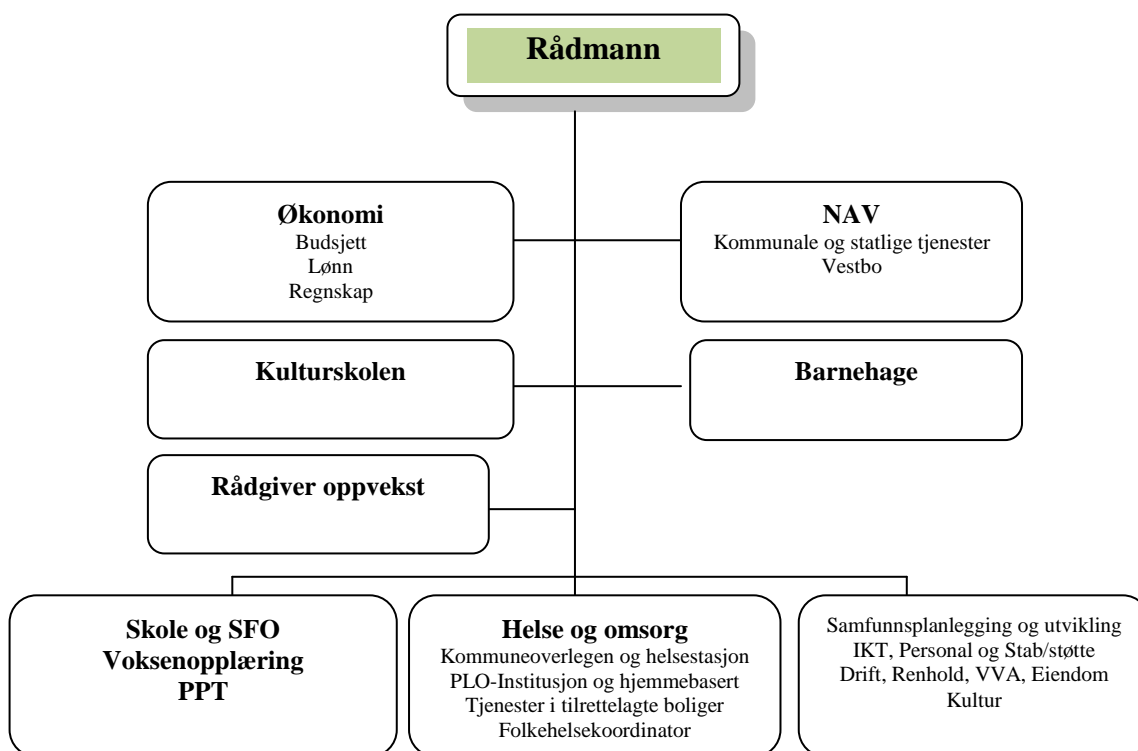 Rådmann
Økonomi
Budsjett
Lønn
Regnskap
NAV
Kommunale og statlige tjenester
Vestbo
Kulturskolen
Barnehage
Rådgiver oppvekst
Skole og SFO
Voksenopplæring
PPT
Helse og omsorg
Kommuneoverlegen og helsestasjon
PLO-Institusjon og hjemmebasert
Tjenester i tilrettelagte boliger
Folkehelsekoordinator
Samfunnsplanlegging og utvikling
IKT, Personal og Stab/støtte
Drift, Renhold, VVA, Eiendom
Kultur